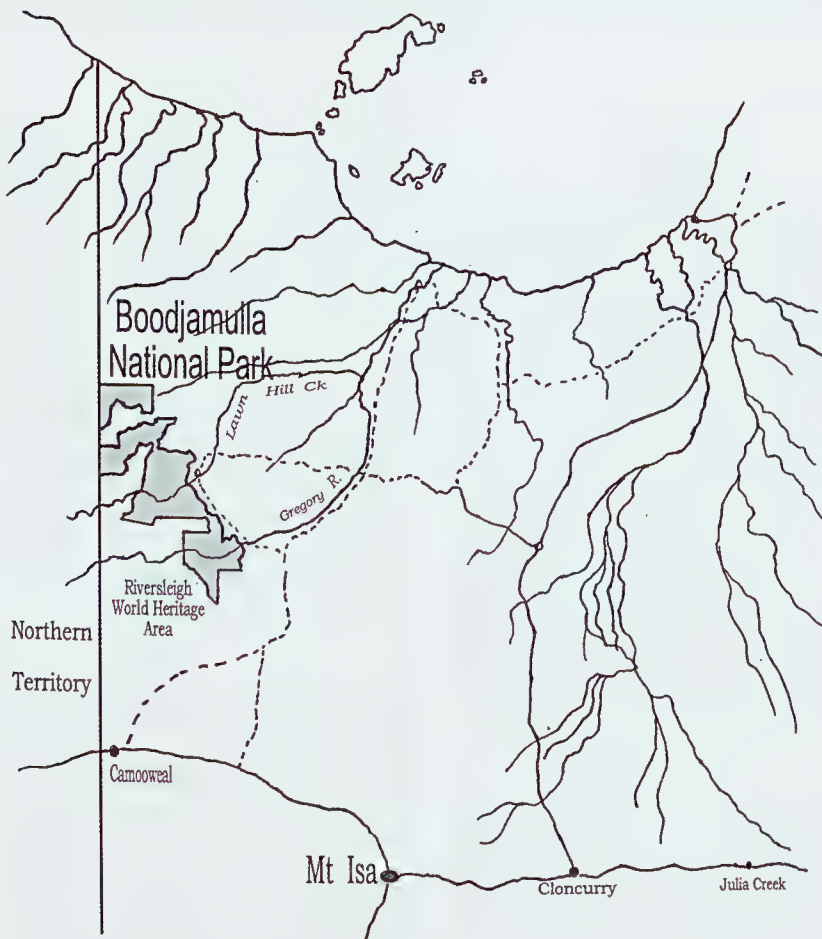 Boodjamulla
National Park
Lawn
Hill Ck
Gregory R.
Riversleigh
World Heritage
Area
Northern
Territory
Camooweal
Mt Isa
Cloncurry
Julia Creek